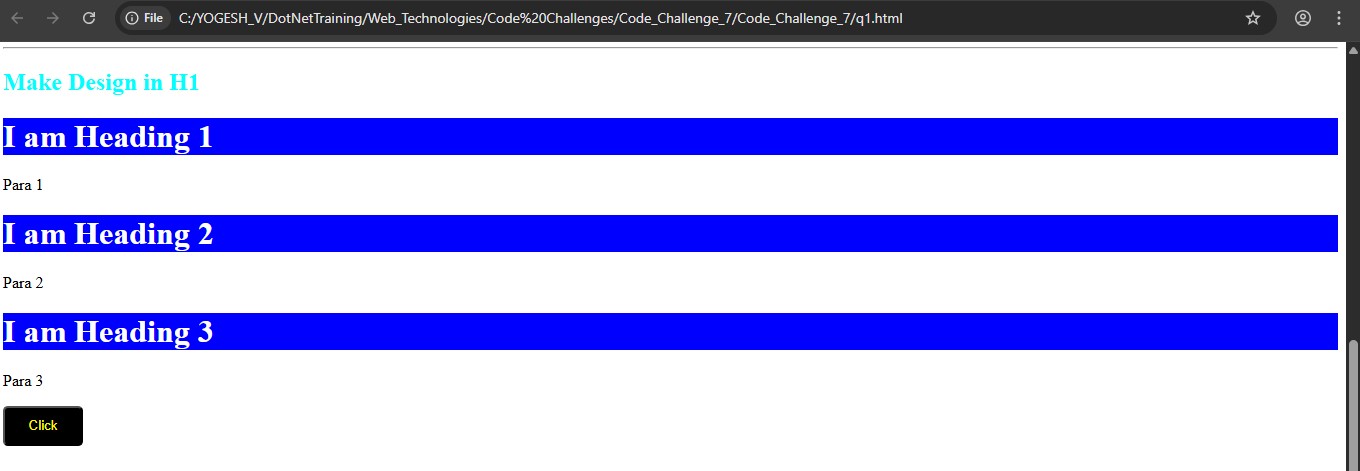 File C:/YOGESH_V/DotNetTraining/Web_Technologies/Code%20Challenges/Code_Challenge_7/Code_Challenge_7/q1.html
Make Design in H1
I am Heading 1
Para 1
I am Heading 2
Para 2
I am Heading 3
Para 3
Click